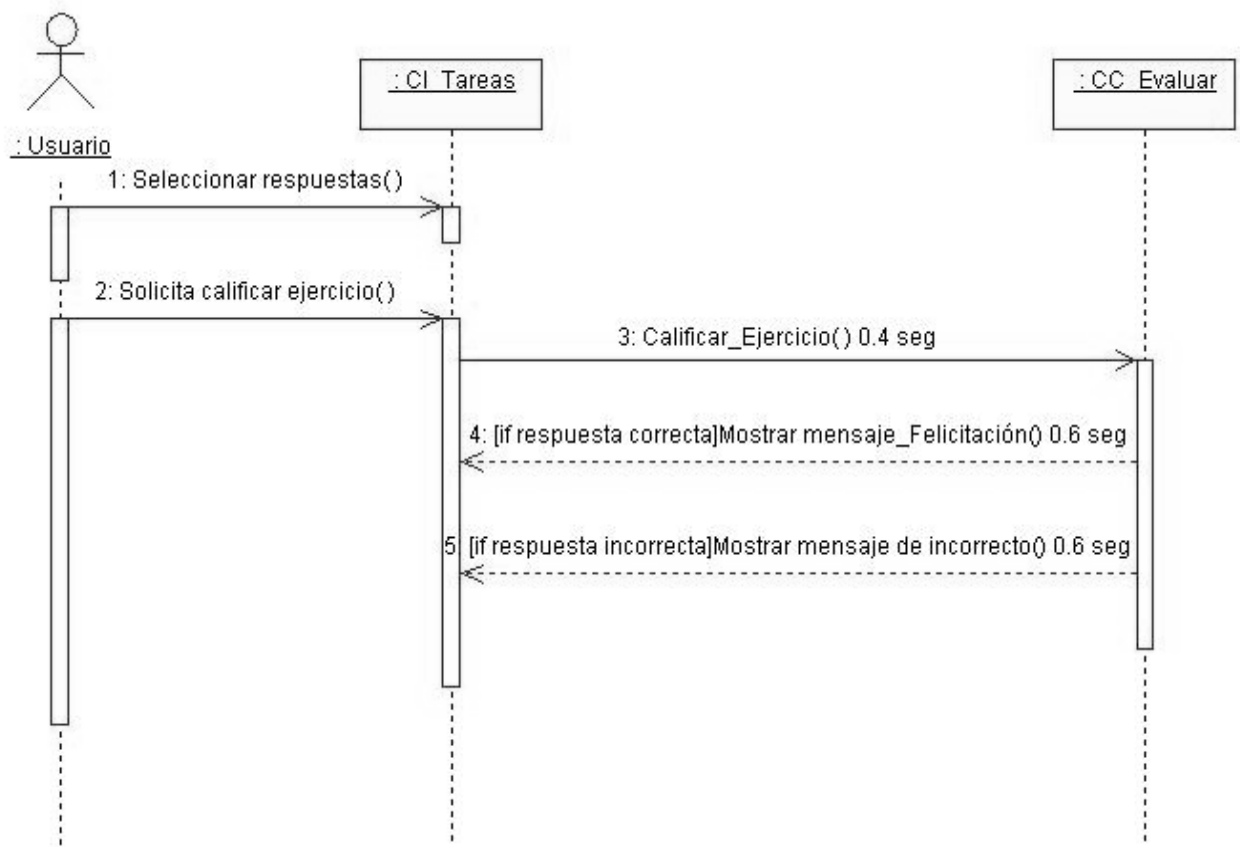 : CI_Tareas
: CC_Evaluar
: Usuario
1: Seleccionar respuestas()
2: Solicita calificar ejercicio()
3: Calificar_Ejercicio() 0.4 seg
4: [if respuesta correcta]Mostrar mensaje_Felicitación() 0.6 seg
5: [if respuesta incorrecta]Mostrar mensaje de incorrecto() 0.6 seg